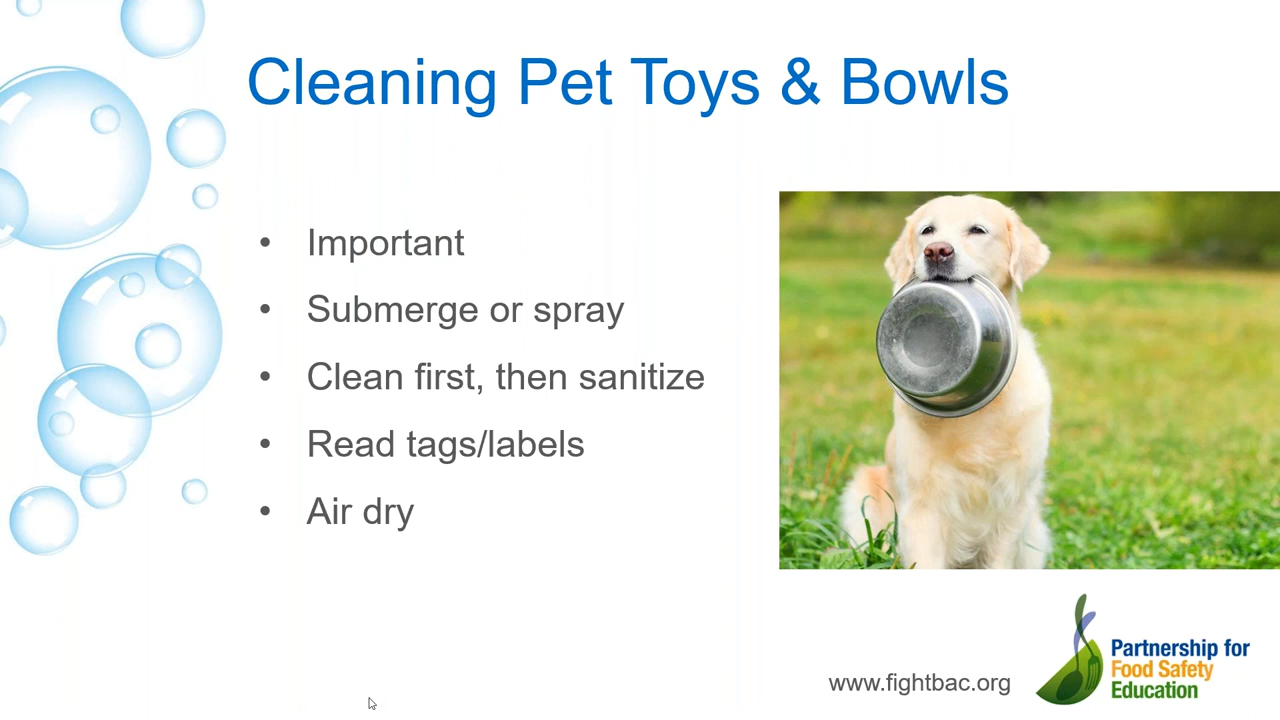 Cleaning Pet Toys & Bowls
• Important
• Submerge or spray
• Clean first, then sanitize
• Read tags/labels
• Air dry
www.fightbac.org
Partnership for
Food Safety
Education